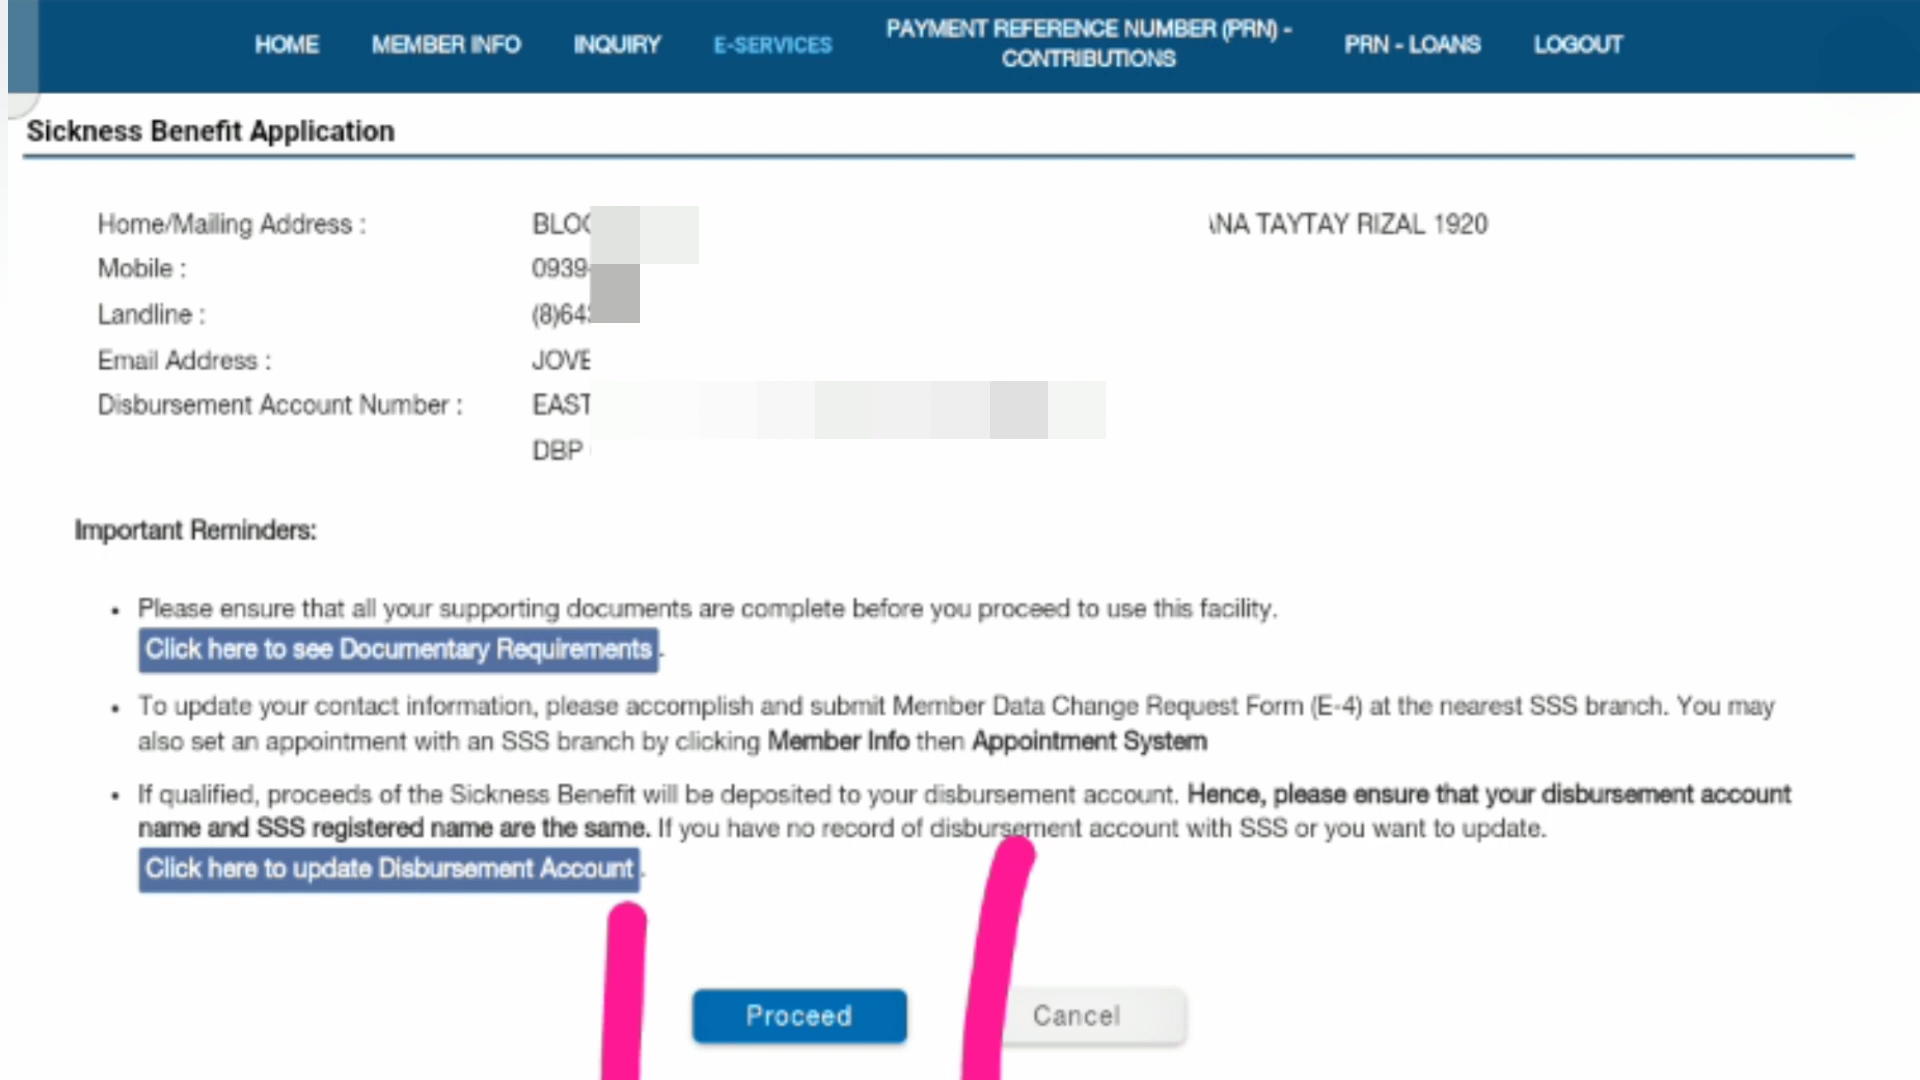 HOME MEMBER INFO INQUIRY E-SERVICES PAYMENT REFERENCE NUMBER (PRN) - CONTRIBUTIONS PRN - LOANS LOGOUT
Sickness Benefit Application
Home/Mailing Address : TAYTAY RIZAL 1920
Mobile : 0939
Landline : (8)64
Email Address : JOVE
Disbursement Account Number : EAST
DBP
Important Reminders:
• Please ensure that all your supporting documents are complete before you proceed to use this facility.
Click here to see Documentary Requirements.
• To update your contact information, please accomplish and submit Member Data Change Request Form (E-4) at the nearest SSS branch. You may
also set an appointment with an SSS branch by clicking Member Info then Appointment System
• If qualified, proceeds of the Sickness Benefit will be deposited to your disbursement account. Hence, please ensure that your disbursement account
name and SSS registered name are the same. If you have no record of disbursement account with SSS or you want to update.
Click here to update Disbursement Account.
Proceed Cancel